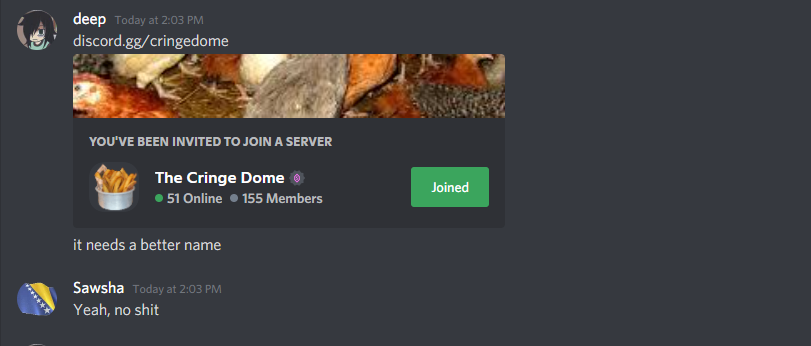 deep Today at 2:03 PM
discord.gg/cringedome
YOU'VE BEEN INVITED TO JOIN A SERVER
The Cringe Dome
51 Online 155 Members
Joined
it needs a better name
Sawsha Today at 2:03 PM
Yeah, no shit